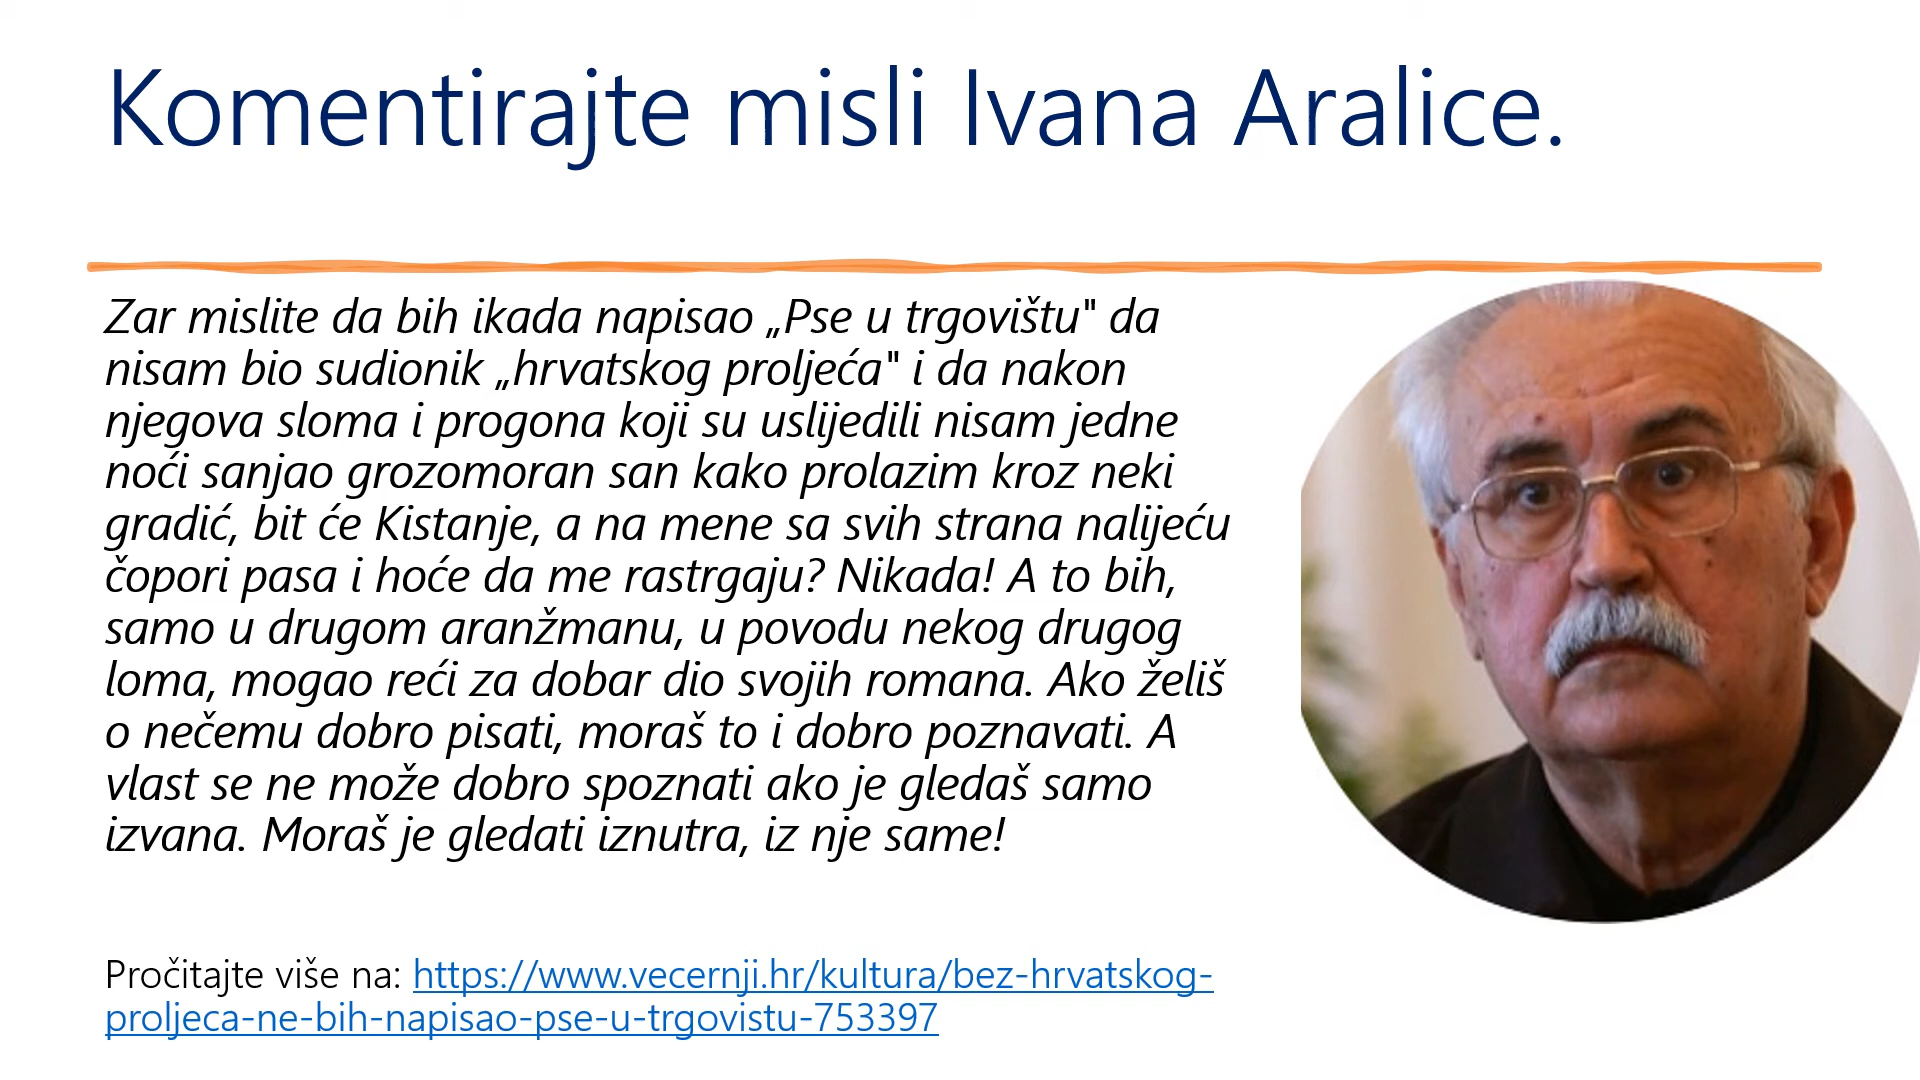 Komentirajte misli Ivana Aralice.
Zar mislite da bih ikada napisao „Pse u trgovištu" da
nisam bio sudionik „hrvatskog proljeća" i da nakon
njegova sloma i progona koji su uslijedili nisam jedne
noći sanjao grozomoran san kako prolazim kroz neki
gradić, bit će Kistanje, a na mene sa svih strana nalijeću
čopori pasa i hoće da me rastrgaju? Nikada! A to bih,
samo u drugom aranžmanu, u povodu nekog drugog
loma, mogao reći za dobar dio svojih romana. Ako želiš
o nečemu dobro pisati, moraš to i dobro poznavati. A
vlast se ne može dobro spoznati ako je gledaš samo
izvana. Moraš je gledati iznutra, iz nje same!
Pročitajte više na: https://www.vecernji.hr/kultura/bez-hrvatskog-
proljeca-ne-bih-napisao-pse-u-trgovistu-753397